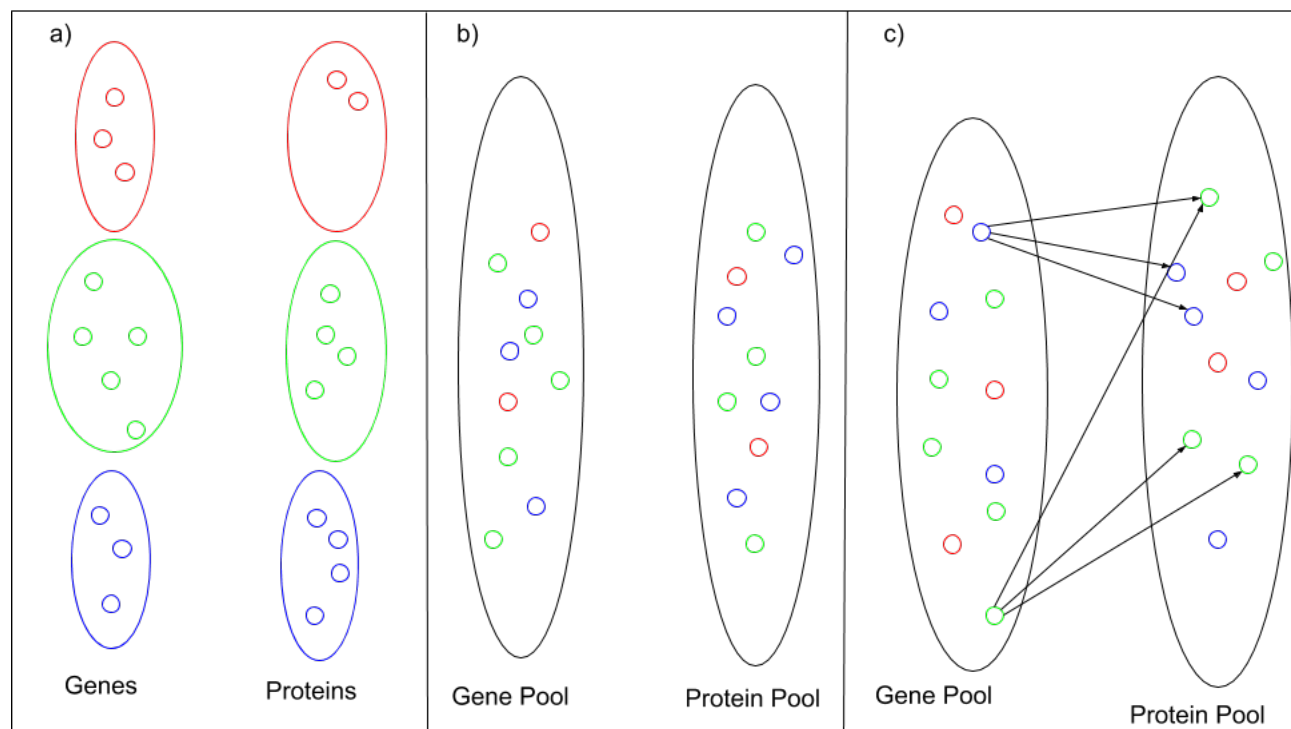 a)
Genes
Proteins
b)
Gene Pool
Protein Pool
c)
Gene Pool
Protein Pool